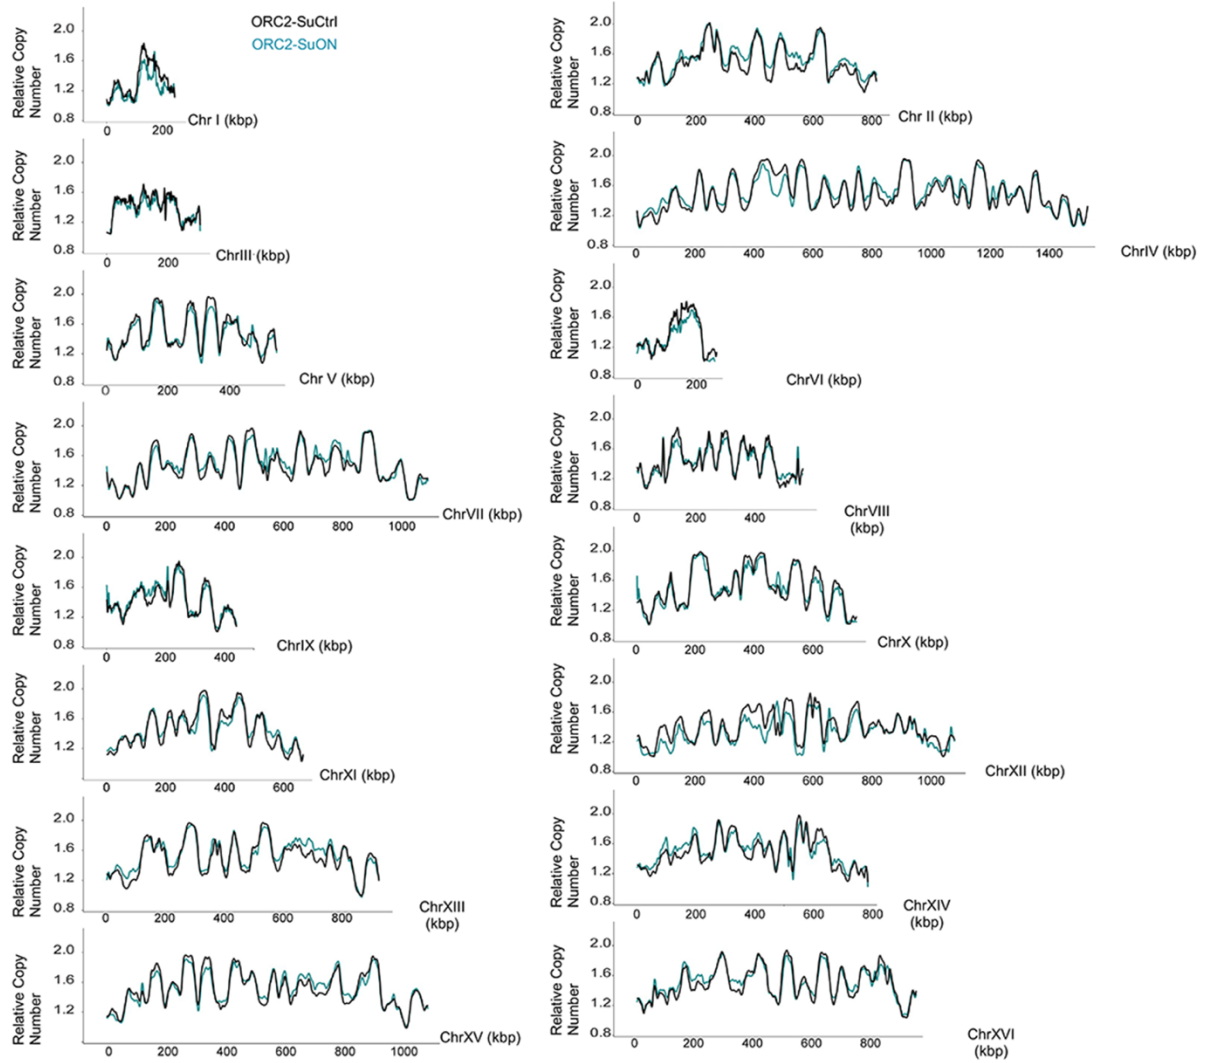 ORC2-SuCtrl
ORC2-SuON
Relative Copy
Number
2.0
1.6
1.2
0.8
0
200
Chr I (kbp)
Relative Copy
Number
2.0
1.6
1.2
0.8
0
200
400
600
800
Chr II (kbp)
Relative Copy
Number
2.0
1.6
1.2
0.8
0
200
ChrIII (kbp)
Relative Copy
Number
2.0
1.6
1.2
0.8
0
200
400
600
800
1000
1200
1400
ChrIV (kbp)
Relative Copy
Number
2.0
1.6
1.2
0.8
0
200
400
Chr V (kbp)
Relative Copy
Number
2.0
1.6
1.2
0.8
0
200
ChrVI (kbp)
Relative Copy
Number
2.0
1.6
1.2
0.8
0
200
400
600
800
1000
ChrVII (kbp)
Relative Copy
Number
2.0
1.6
1.2
0.8
0
200
400
ChrVIII
(kbp)
Relative Copy
Number
2.0
1.6
1.2
0.8
0
200
400
ChrIX (kbp)
Relative Copy
Number
2.0
1.6
1.2
0.8
0
200
400
600
ChrX (kbp)
Relative Copy
Number
2.0
1.6
1.2
0
200
400
600
ChrXI (kbp)
Relative Copy
Number
2.0
1.6
1.2
0.8
0
200
400
600
800
1000
ChrXII (kbp)
Relative Copy
Number
2.0
1.6
1.2
0.8
0
200
400
600
800
ChrXIII
(kbp)
Relative Copy
Number
2.0
1.6
1.2
0.8
0
200
400
600
800
ChrXIV
(kbp)
Relative Copy
Number
2.0
1.6
1.2
0
200
400
600
800
1000
ChrXV (kbp)
Relative Copy
Number
2.0
1.6
1.2
0.8
0
200
400
600
800
ChrXVI
(kbp)